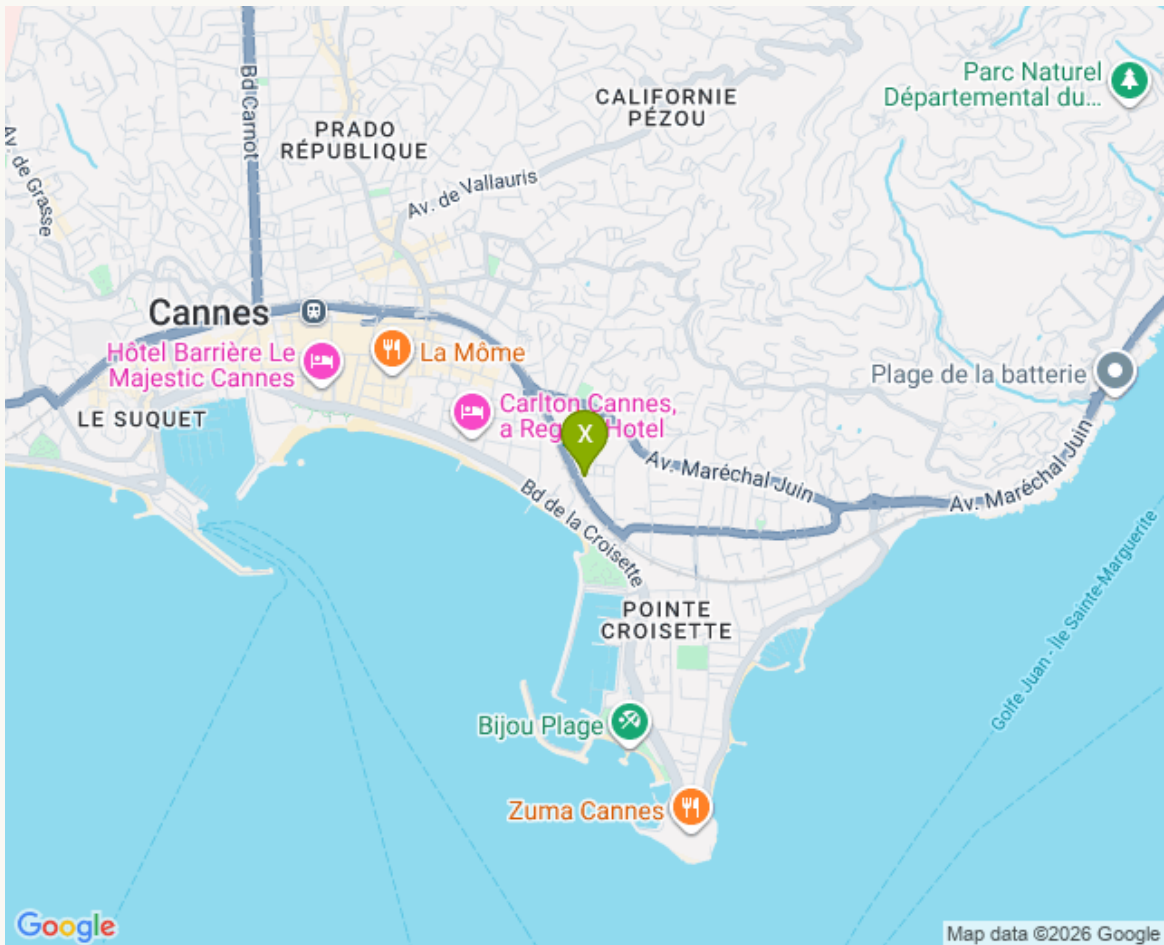 Parc Naturel
Départemental du...
CALIFORNIE
PÉZOU
Bd Carnot
PRADO
RÉPUBLIQUE
Av. de Grasse
Av. de Vallauris
Cannes
Hôtel Barrière Le
Majestic Cannes
La Môme
Plage de la batterie
LE SUQUET
Carlton Cannes,
a Reg Hotel
X
Av. Maréchal Juin
Av. Maréchal Juin
Bd de la Croisette
POINTE
CROISETTE
Golfe Juan - Île Sainte-Marguerite
Bijou Plage
Zuma Cannes
Google
Map data ©2026 Google